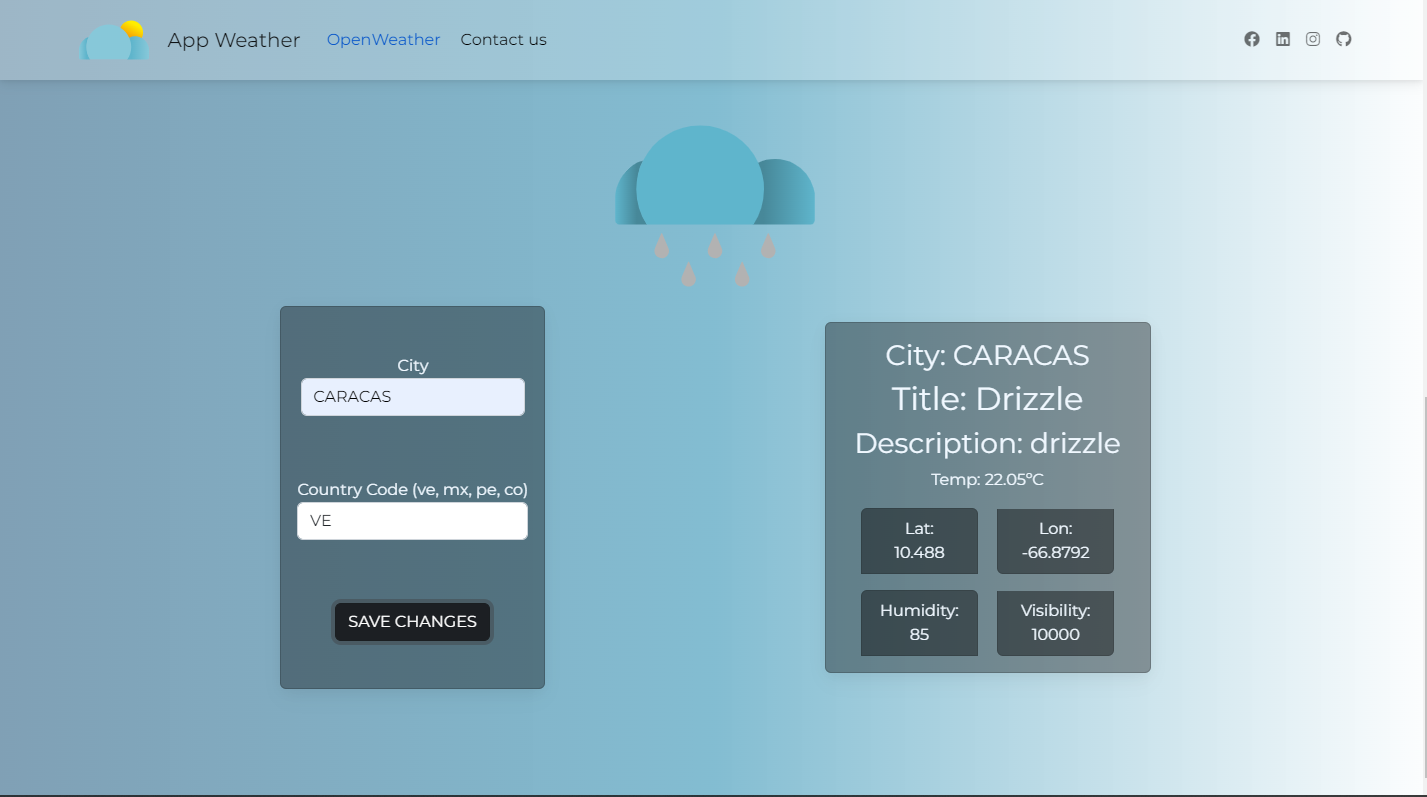 App Weather OpenWeather Contact us
City
CARACAS
Country Code (ve, mx, pe, co)
VE
SAVE CHANGES
City: CARACAS
Title: Drizzle
Description: drizzle
Temp: 22.05°C
Lat:
10.488
Lon:
-66.8792
Humidity:
85
Visibility:
10000